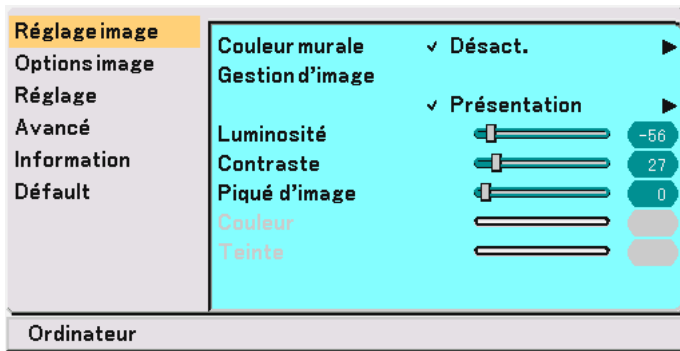 Réglage image
Options image
Réglage
Avancé
Information
Défault
Couleur murale ✓ Désact. ▶
Gestion d'image
✓ Présentation ▶
Luminosité -56
Contraste 27
Piqué d'image 0
Couleur
Teinte
Ordinateur